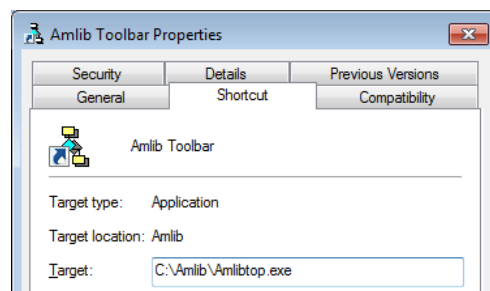 Amlib Toolbar Properties
Security Details Previous Versions
General Shortcut Compatibility
Amlib Toolbar
Target type: Application
Target location: Amlib
Target: C:\Amlib\Amlibtop.exe